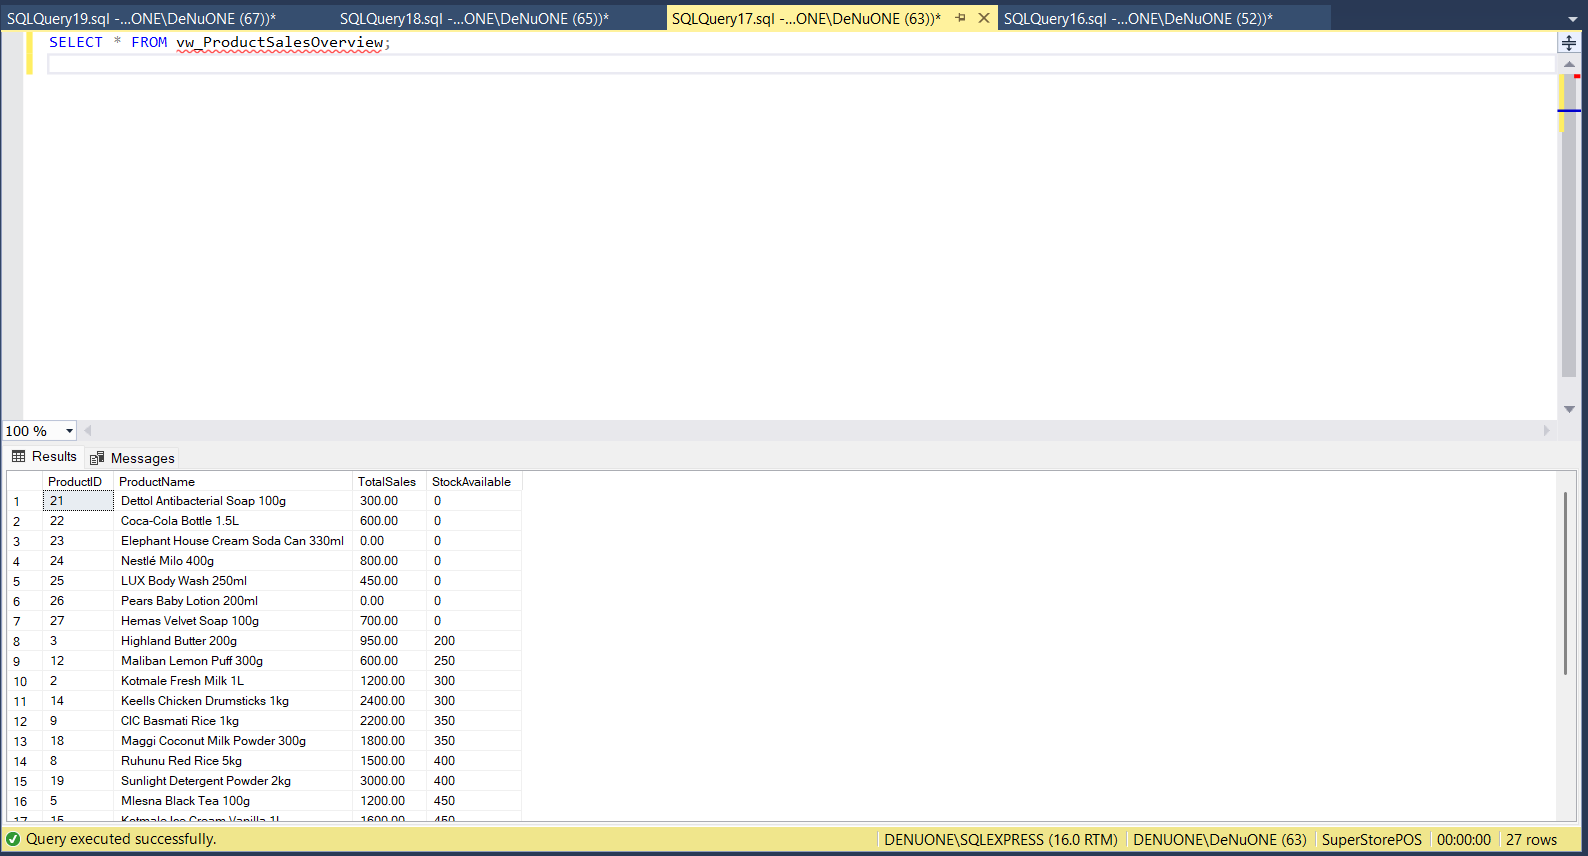 SQLQuery19.sql -...ONE\DeNuONE (67))* SQLQuery18.sql -...ONE\DeNuONE (65))* SQLQuery17.sql -...ONE\DeNuONE (63))* SQLQuery16.sql -...ONE\DeNuONE (52))*
SELECT * FROM vw_ProductSalesOverview;
100 %
Results Messages
ProductID ProductName TotalSales StockAvailable
1 21 Dettol Antibacterial Soap 100g 300.00 0
2 22 Coca-Cola Bottle 1.5L 600.00 0
3 23 Elephant House Cream Soda Can 330ml 0.00 0
4 24 Nestlé Milo 400g 800.00 0
5 25 LUX Body Wash 250ml 450.00 0
6 26 Pears Baby Lotion 200ml 0.00 0
7 27 Hemas Velvet Soap 100g 700.00 0
8 3 Highland Butter 200g 950.00 200
9 12 Maliban Lemon Puff 300g 600.00 250
10 2 Kotmale Fresh Milk 1L 1200.00 300
11 14 Keells Chicken Drumsticks 1kg 2400.00 300
12 9 CIC Basmati Rice 1kg 2200.00 350
13 18 Maggi Coconut Milk Powder 300g 1800.00 350
14 8 Ruhunu Red Rice 5kg 1500.00 400
15 19 Sunlight Detergent Powder 2kg 3000.00 400
16 5 Mlesna Black Tea 100g 1200.00 450
17 15 Kotmale Ice Cream Vanilla 1L 1600.00 450
Query executed successfully. DENUONE\SQLEXPRESS (16.0 RTM) DENUONE\DeNuONE (63) SuperStorePOS 00:00:00 27 rows